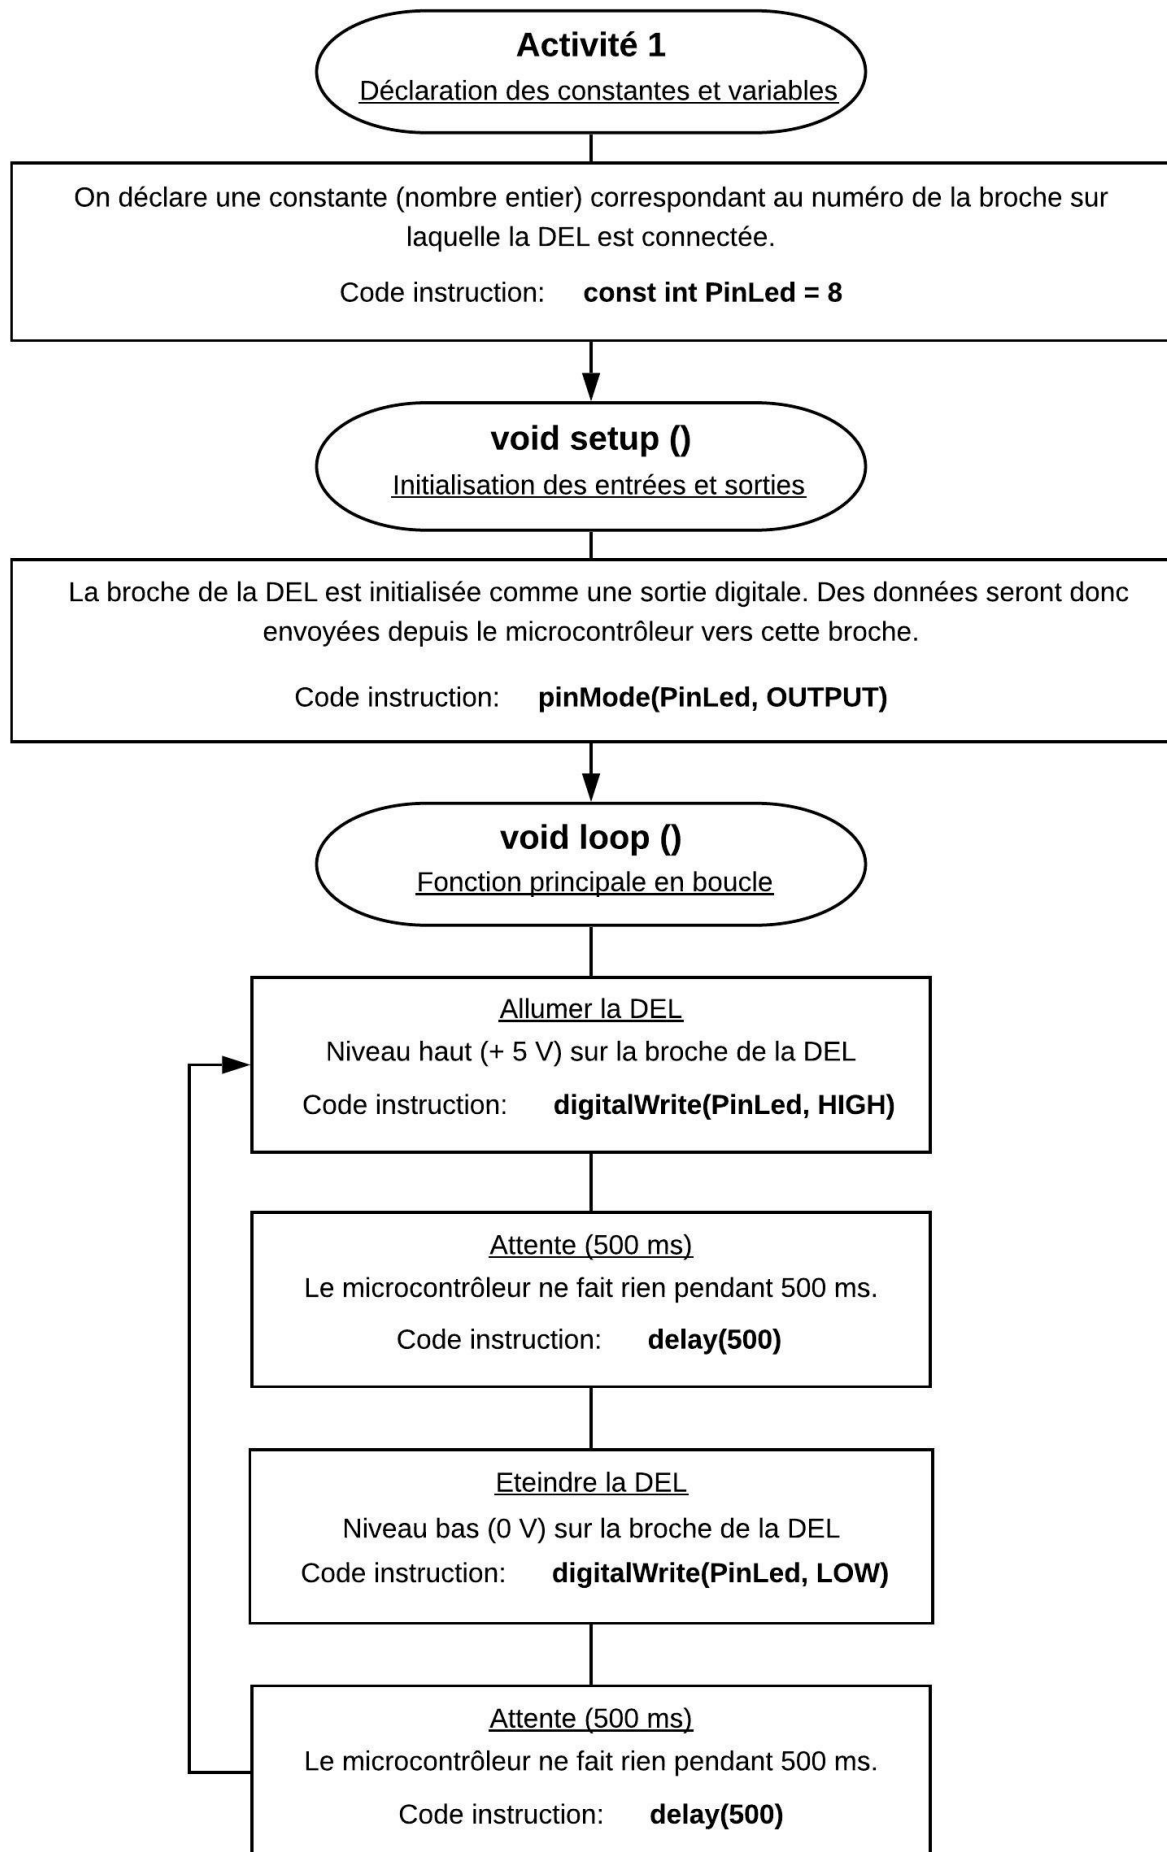 Activité 1
Déclaration des constantes et variables
On déclare une constante (nombre entier) correspondant au numéro de la broche sur
laquelle la DEL est connectée.
Code instruction: const int PinLed = 8
void setup ()
Initialisation des entrées et sorties
La broche de la DEL est initialisée comme une sortie digitale. Des données seront donc
envoyées depuis le microcontrôleur vers cette broche.
Code instruction: pinMode(PinLed, OUTPUT)
void loop ()
Fonction principale en boucle
Allumer la DEL
Niveau haut (+ 5 V) sur la broche de la DEL
Code instruction: digitalWrite(PinLed, HIGH)
Attente (500 ms)
Le microcontrôleur ne fait rien pendant 500 ms.
Code instruction: delay(500)
Eteindre la DEL
Niveau bas (0 V) sur la broche de la DEL
Code instruction: digitalWrite(PinLed, LOW)
Attente (500 ms)
Le microcontrôleur ne fait rien pendant 500 ms.
Code instruction: delay(500)